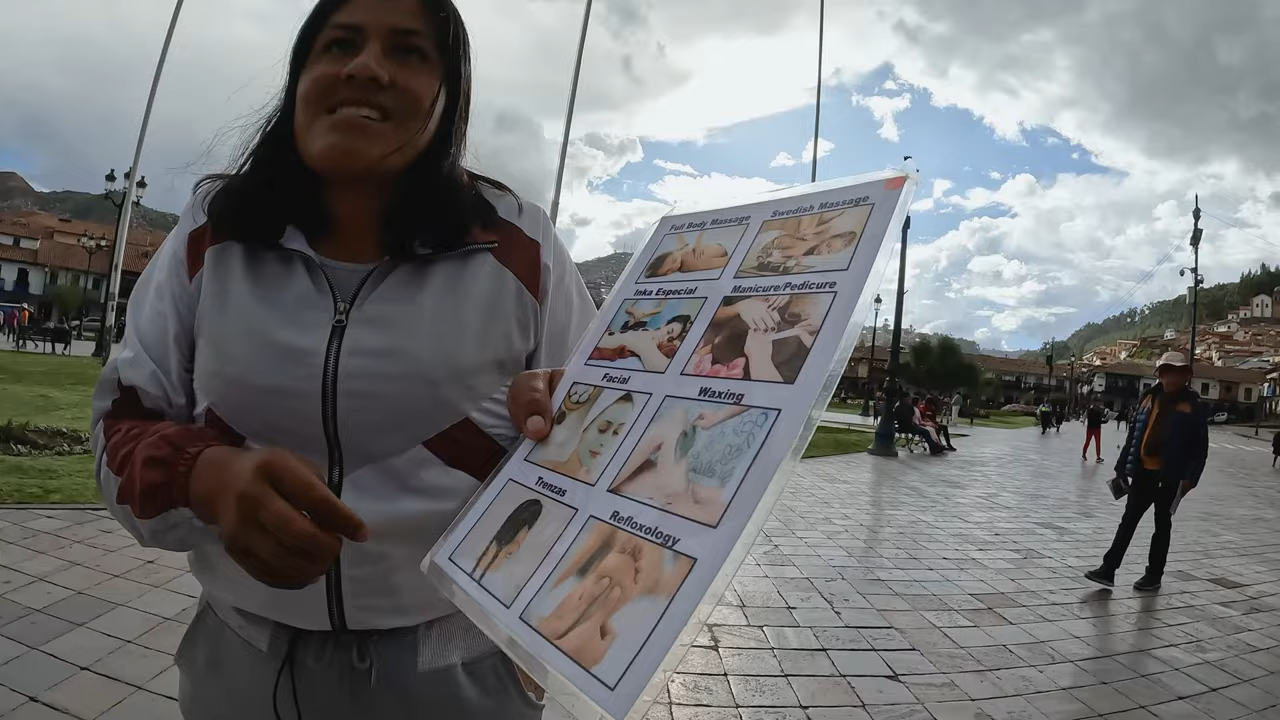 Full Body Massage
Swedish Massage
Inka Especial
Manicure/Pedicure
Facial
Waxing
Trenzas
Refloxology